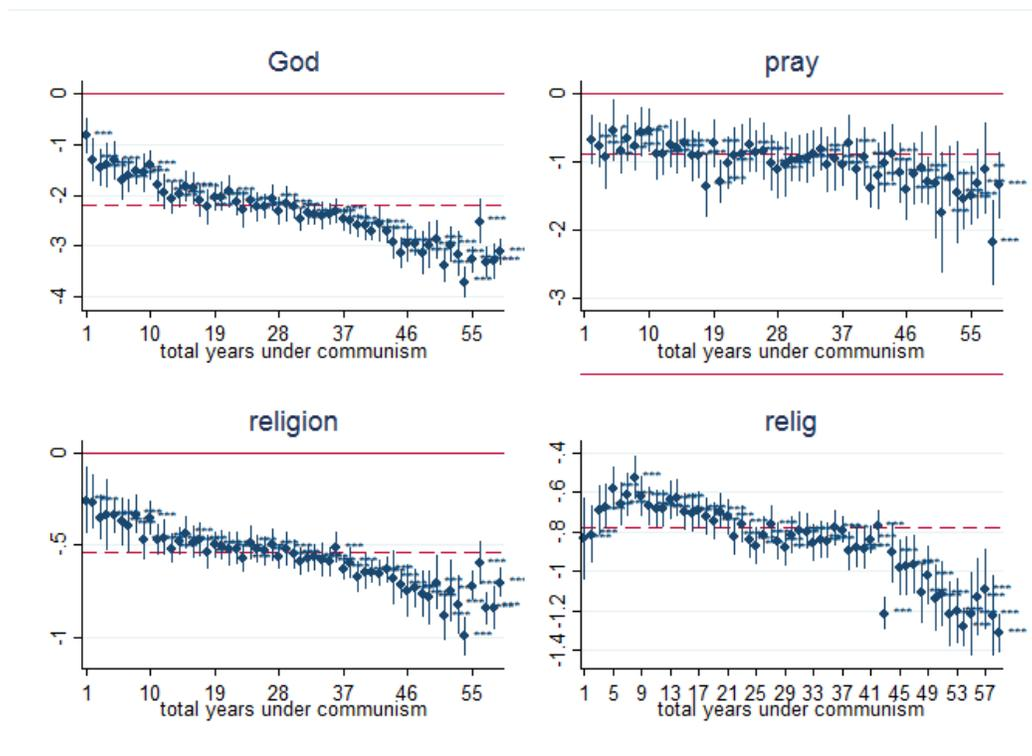 God
0
-1
-2
-3
-4
1 10 19 28 37 46 55
total years under communism
pray
0
-1
-2
-3
1 10 19 28 37 46 55
total years under communism
religion
0
-.5
-1
1 10 19 28 37 46 55
total years under communism
relig
-.4
-.6
-.8
-1
-1.2
-1.4
1 5 9 13 17 21 25 29 33 37 41 45 49 53 57
total years under communism